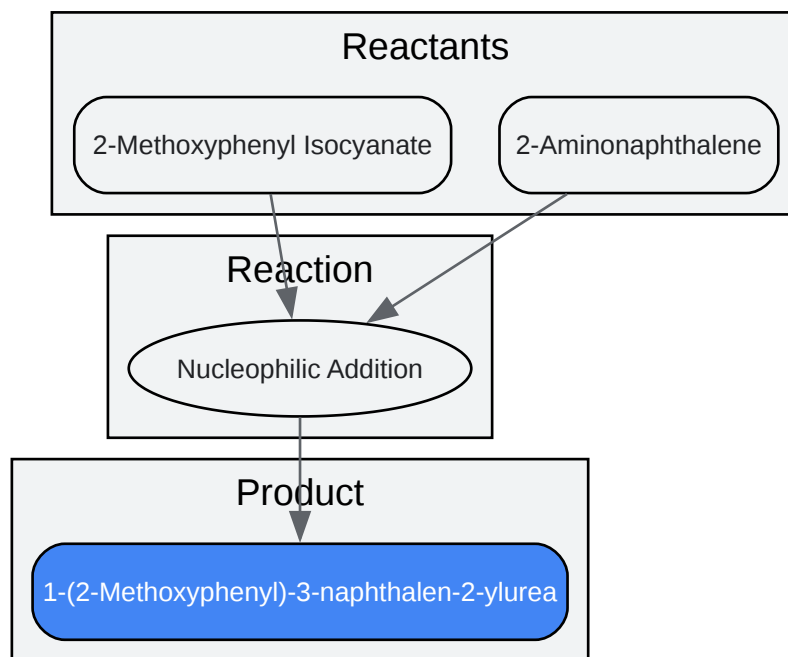 Reactants
2-Methoxyphenyl Isocyanate
2-Aminonaphthalene
Reaction
Nucleophilic Addition
Product
1-(2-Methoxyphenyl)-3-naphthalen-2-ylurea